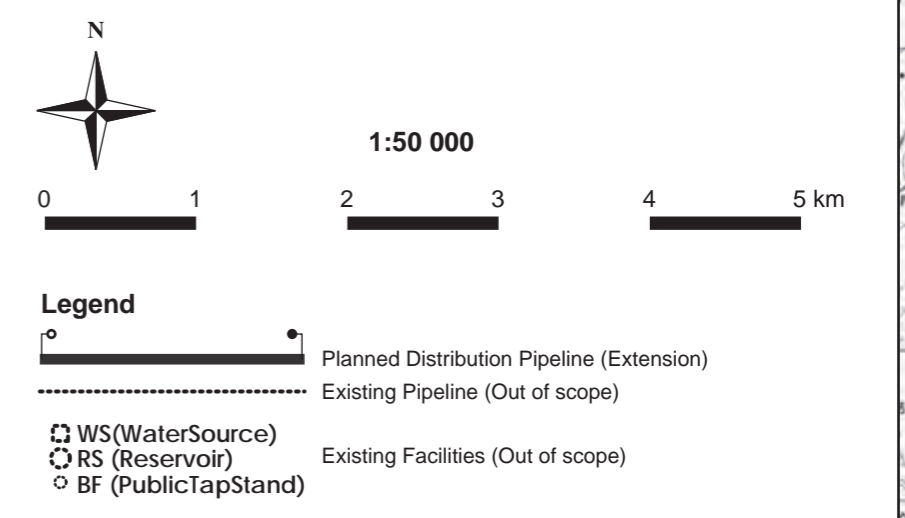 N
1:50 000
0 1 2 3 4 5 km
Legend
Planned Distribution Pipeline (Extension)
Existing Pipeline (Out of scope)
WS(WaterSource)
RS (Reservoir)
Existing Facilities (Out of scope)
BF (PublicTapStand)